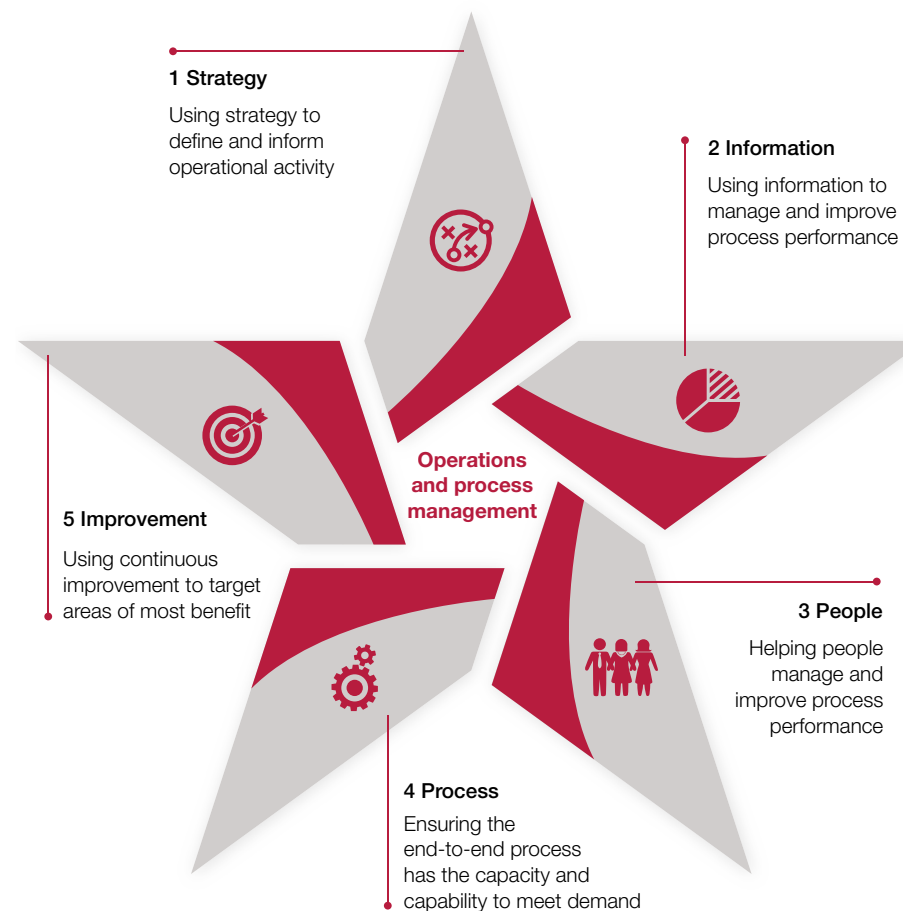 1 Strategy
Using strategy to
define and inform
operational activity
2 Information
Using information to
manage and improve
process performance
Operations
and process
management
5 Improvement
Using continuous
improvement to target
areas of most benefit
3 People
Helping people
manage and
improve process
performance
4 Process
Ensuring the
end-to-end process
has the capacity and
capability to meet demand